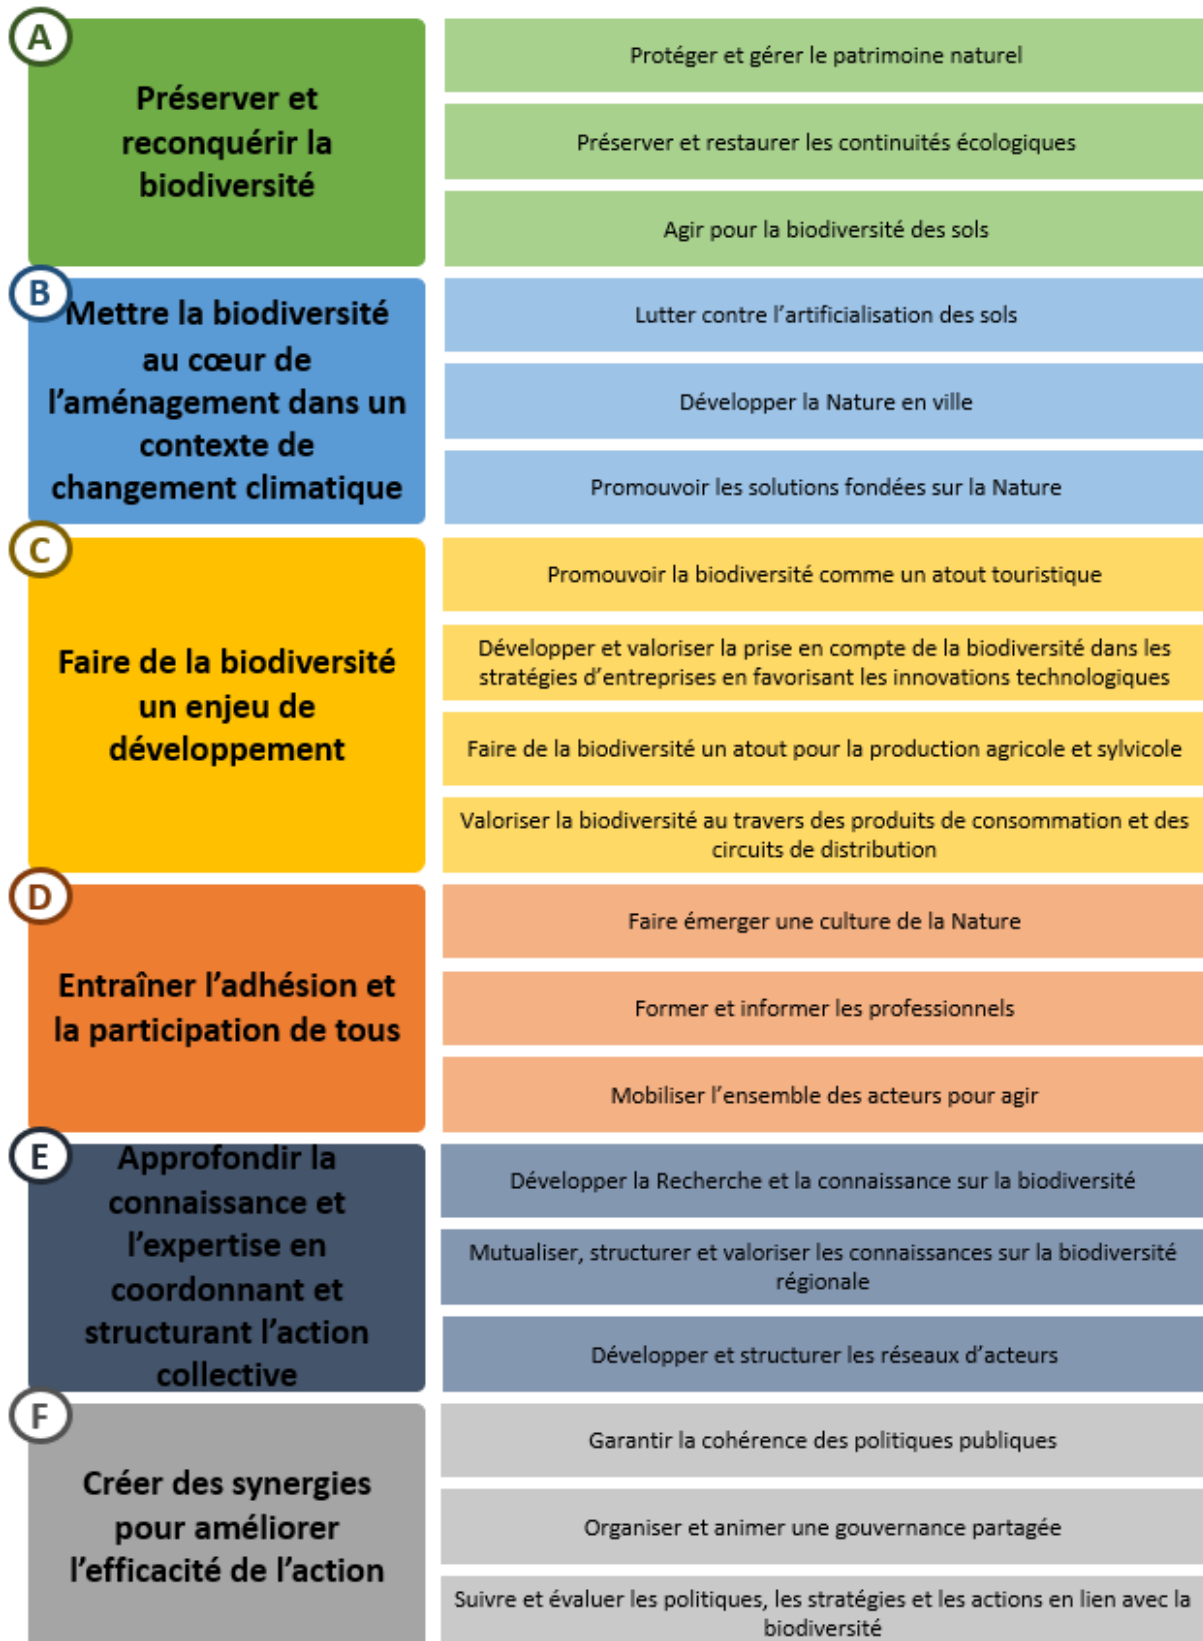 A
Préserver et
reconquérir la
biodiversité
Protéger et gérer le patrimoine naturel
Préserver et restaurer les continuités écologiques
Agir pour la biodiversité des sols
B
Mettre la biodiversité
au cœur de
l’aménagement dans un
contexte de
changement climatique
Lutter contre l’artificialisation des sols
Développer la Nature en ville
Promouvoir les solutions fondées sur la Nature
C
Faire de la biodiversité
un enjeu de
développement
Promouvoir la biodiversité comme un atout touristique
Développer et valoriser la prise en compte de la biodiversité dans les
stratégies d’entreprises en favorisant les innovations technologiques
Faire de la biodiversité un atout pour la production agricole et sylvicole
Valoriser la biodiversité au travers des produits de consommation et des
circuits de distribution
D
Entraîner l’adhésion et
la participation de tous
Faire émerger une culture de la Nature
Former et informer les professionnels
Mobiliser l’ensemble des acteurs pour agir
E
Approfondir la
connaissance et
l’expertise en
coordonnant et
structurant l’action
collective
Développer la Recherche et la connaissance sur la biodiversité
Mutualiser, structurer et valoriser les connaissances sur la biodiversité
régionale
Développer et structurer les réseaux d’acteurs
F
Créer des synergies
pour améliorer
l’efficacité de l’action
Garantir la cohérence des politiques publiques
Organiser et animer une gouvernance partagée
Suivre et évaluer les politiques, les stratégies et les actions en lien avec la
biodiversité